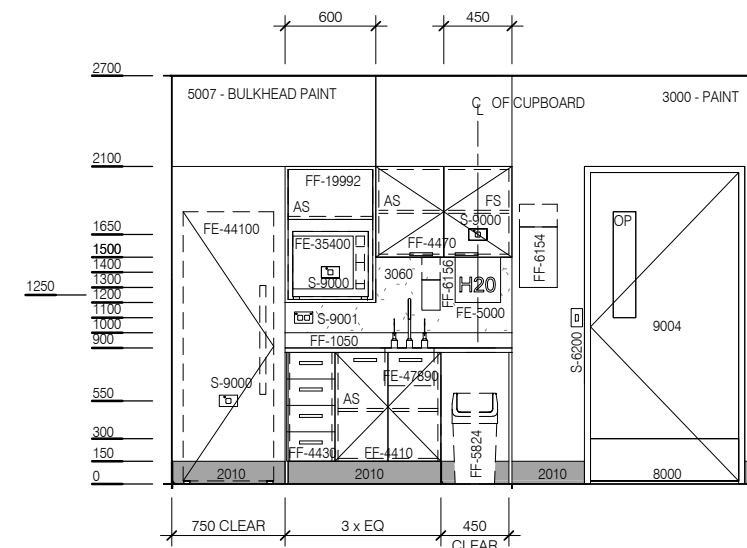 600
450
2700
5007 - BULKHEAD PAINT
CL OF CUPBOARD
3000 - PAINT
2100
FF-19992
AS
AS
FS
OP
1650
FE-44100
S-9000
1500
FE-35400
FF-4470
FF-6154
1400
3060
FF-6156
1300
S-9000
H20
1250
1200
FE-5000
1100
S-9001
9004
1000
FF-1050
S-6200
900
FE-47890
S-9000
550
AS
300
FF-4430
FF-4410
FF-5824
150
0
2010
2010
2010
8000
750 CLEAR
3 x EQ
450
CLEAR